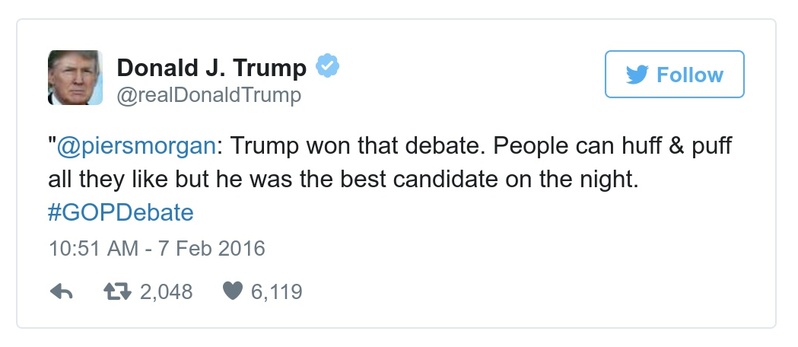 Donald J. Trump
@realDonaldTrump
Follow
"@piersmorgan: Trump won that debate. People can huff & puff
all they like but he was the best candidate on the night.
#GOPDebate
10:51 AM - 7 Feb 2016
2,048 6,119